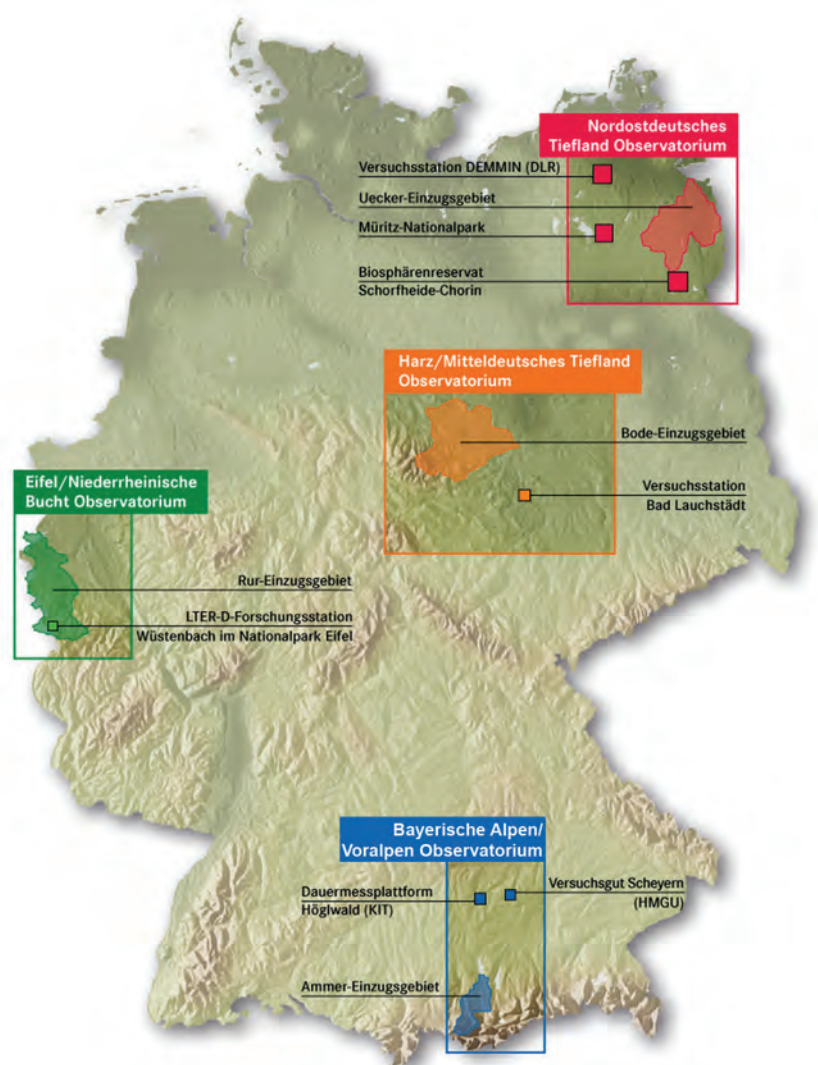 Nordostdeutsches
Tiefland Observatorium
Versuchsstation DEMMIN (DLR)
Uecker-Einzugsgebiet
Müritz-Nationalpark
Biosphärenreservat
Schorfheide-Chorin
Harz/Mitteldeutsches Tiefland
Observatorium
Bode-Einzugsgebiet
Versuchsstation
Bad Lauchstädt
Eifel/Niederrheinische
Bucht Observatorium
Rur-Einzugsgebiet
LTER-D-Forschungsstation
Wüstenbach im Nationalpark Eifel
Bayerische Alpen/
Voralpen Observatorium
Dauermessplattform
Höglwald (KIT)
Versuchsgut Scheyern
(HMGU)
Ammer-Einzugsgebiet